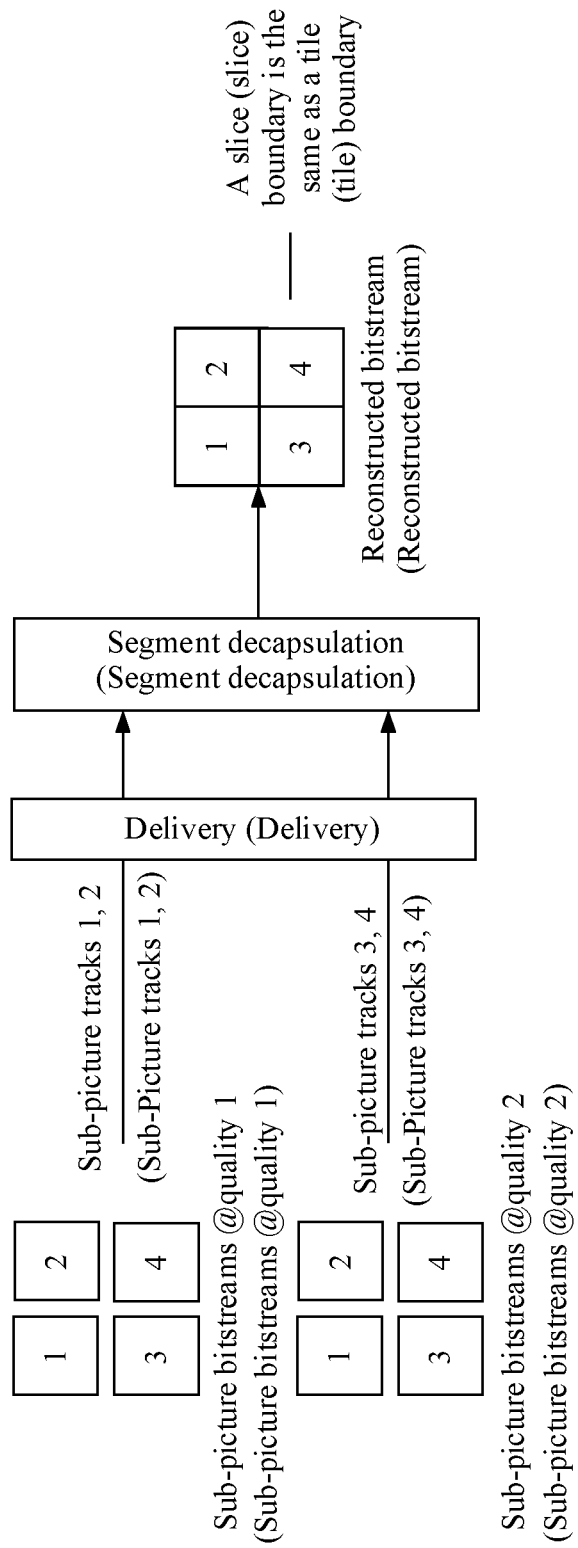 1
2
3
4
Sub-picture bitstreams @quality 1
(Sub-picture bitstreams @quality 1)
1
2
3
4
Sub-picture bitstreams @quality 2
(Sub-picture bitstreams @quality 2)
Sub-picture tracks 1, 2
(Sub-Picture tracks 1, 2)
Sub-picture tracks 3, 4
(Sub-Picture tracks 3, 4)
Delivery (Delivery)
Segment decapsulation
(Segment decapsulation)
1
2
3
4
Reconstructed bitstream
(Reconstructed bitstream)
A slice (slice)
boundary is the
same as a tile
(tile) boundary